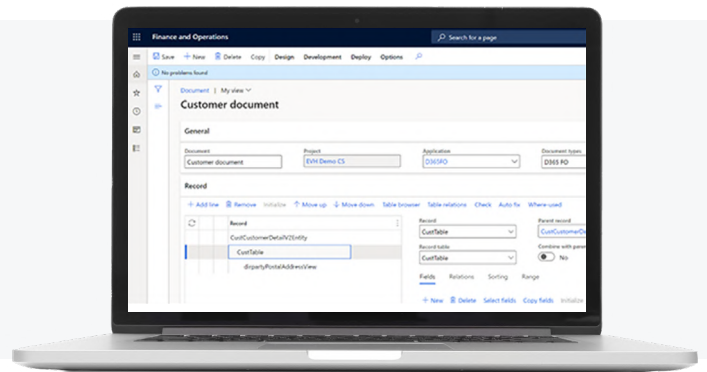 Finance and Operations
Search for a page
Save New Delete Copy Design Development Deploy Options
No problems found
Document | My view
Customer document
General
Document Project Application Document types
Customer document EVH Demo CS D365FO D365 FO
Record
Add line Remove Initialize Move up Move down Table browser Table relations Check Auto fix Where-used
Record Record Parent record
CustCustomerDetailV2Entity CustTable CustCustomerDe
CustTable Record table Combine with paren
dirpartyPostalAddressView CustTable No
Fields Relations Sorting Range
New Delete Select fields Copy fields Initialize